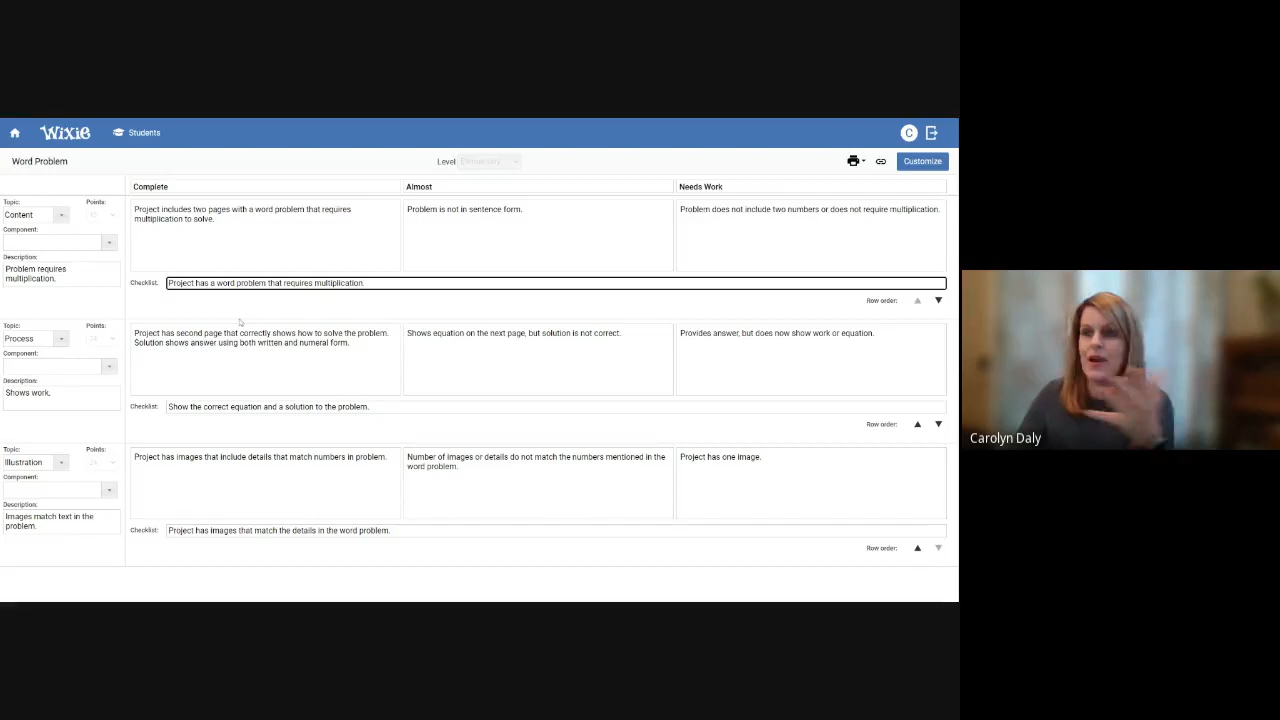 Wixie
Students
C
Word Problem
Level
Elementary
Customize
Complete
Almost
Needs Work
Topic:
Points:
Content
Component:
Description:
Problem requires
multiplication.
Project includes two pages with a word problem that requires
multiplication to solve.
Problem is not in sentence form.
Problem does not include two numbers or does not require multiplication.
Checklist:
Project has a word problem that requires multiplication.
Row order:
Topic:
Points:
Process
Component:
Description:
Shows work.
Project has second page that correctly shows how to solve the problem.
Solution shows answer using both written and numeral form.
Shows equation on the next page, but solution is not correct.
Provides answer, but does now show work or equation.
Checklist:
Show the correct equation and a solution to the problem.
Row order:
Topic:
Points:
Illustration
Component:
Description:
Images match text in the
problem.
Project has images that include details that match numbers in problem.
Number of images or details do not match the numbers mentioned in the
word problem.
Project has one image.
Checklist:
Project has images that match the details in the word problem.
Row order:
Carolyn Daly